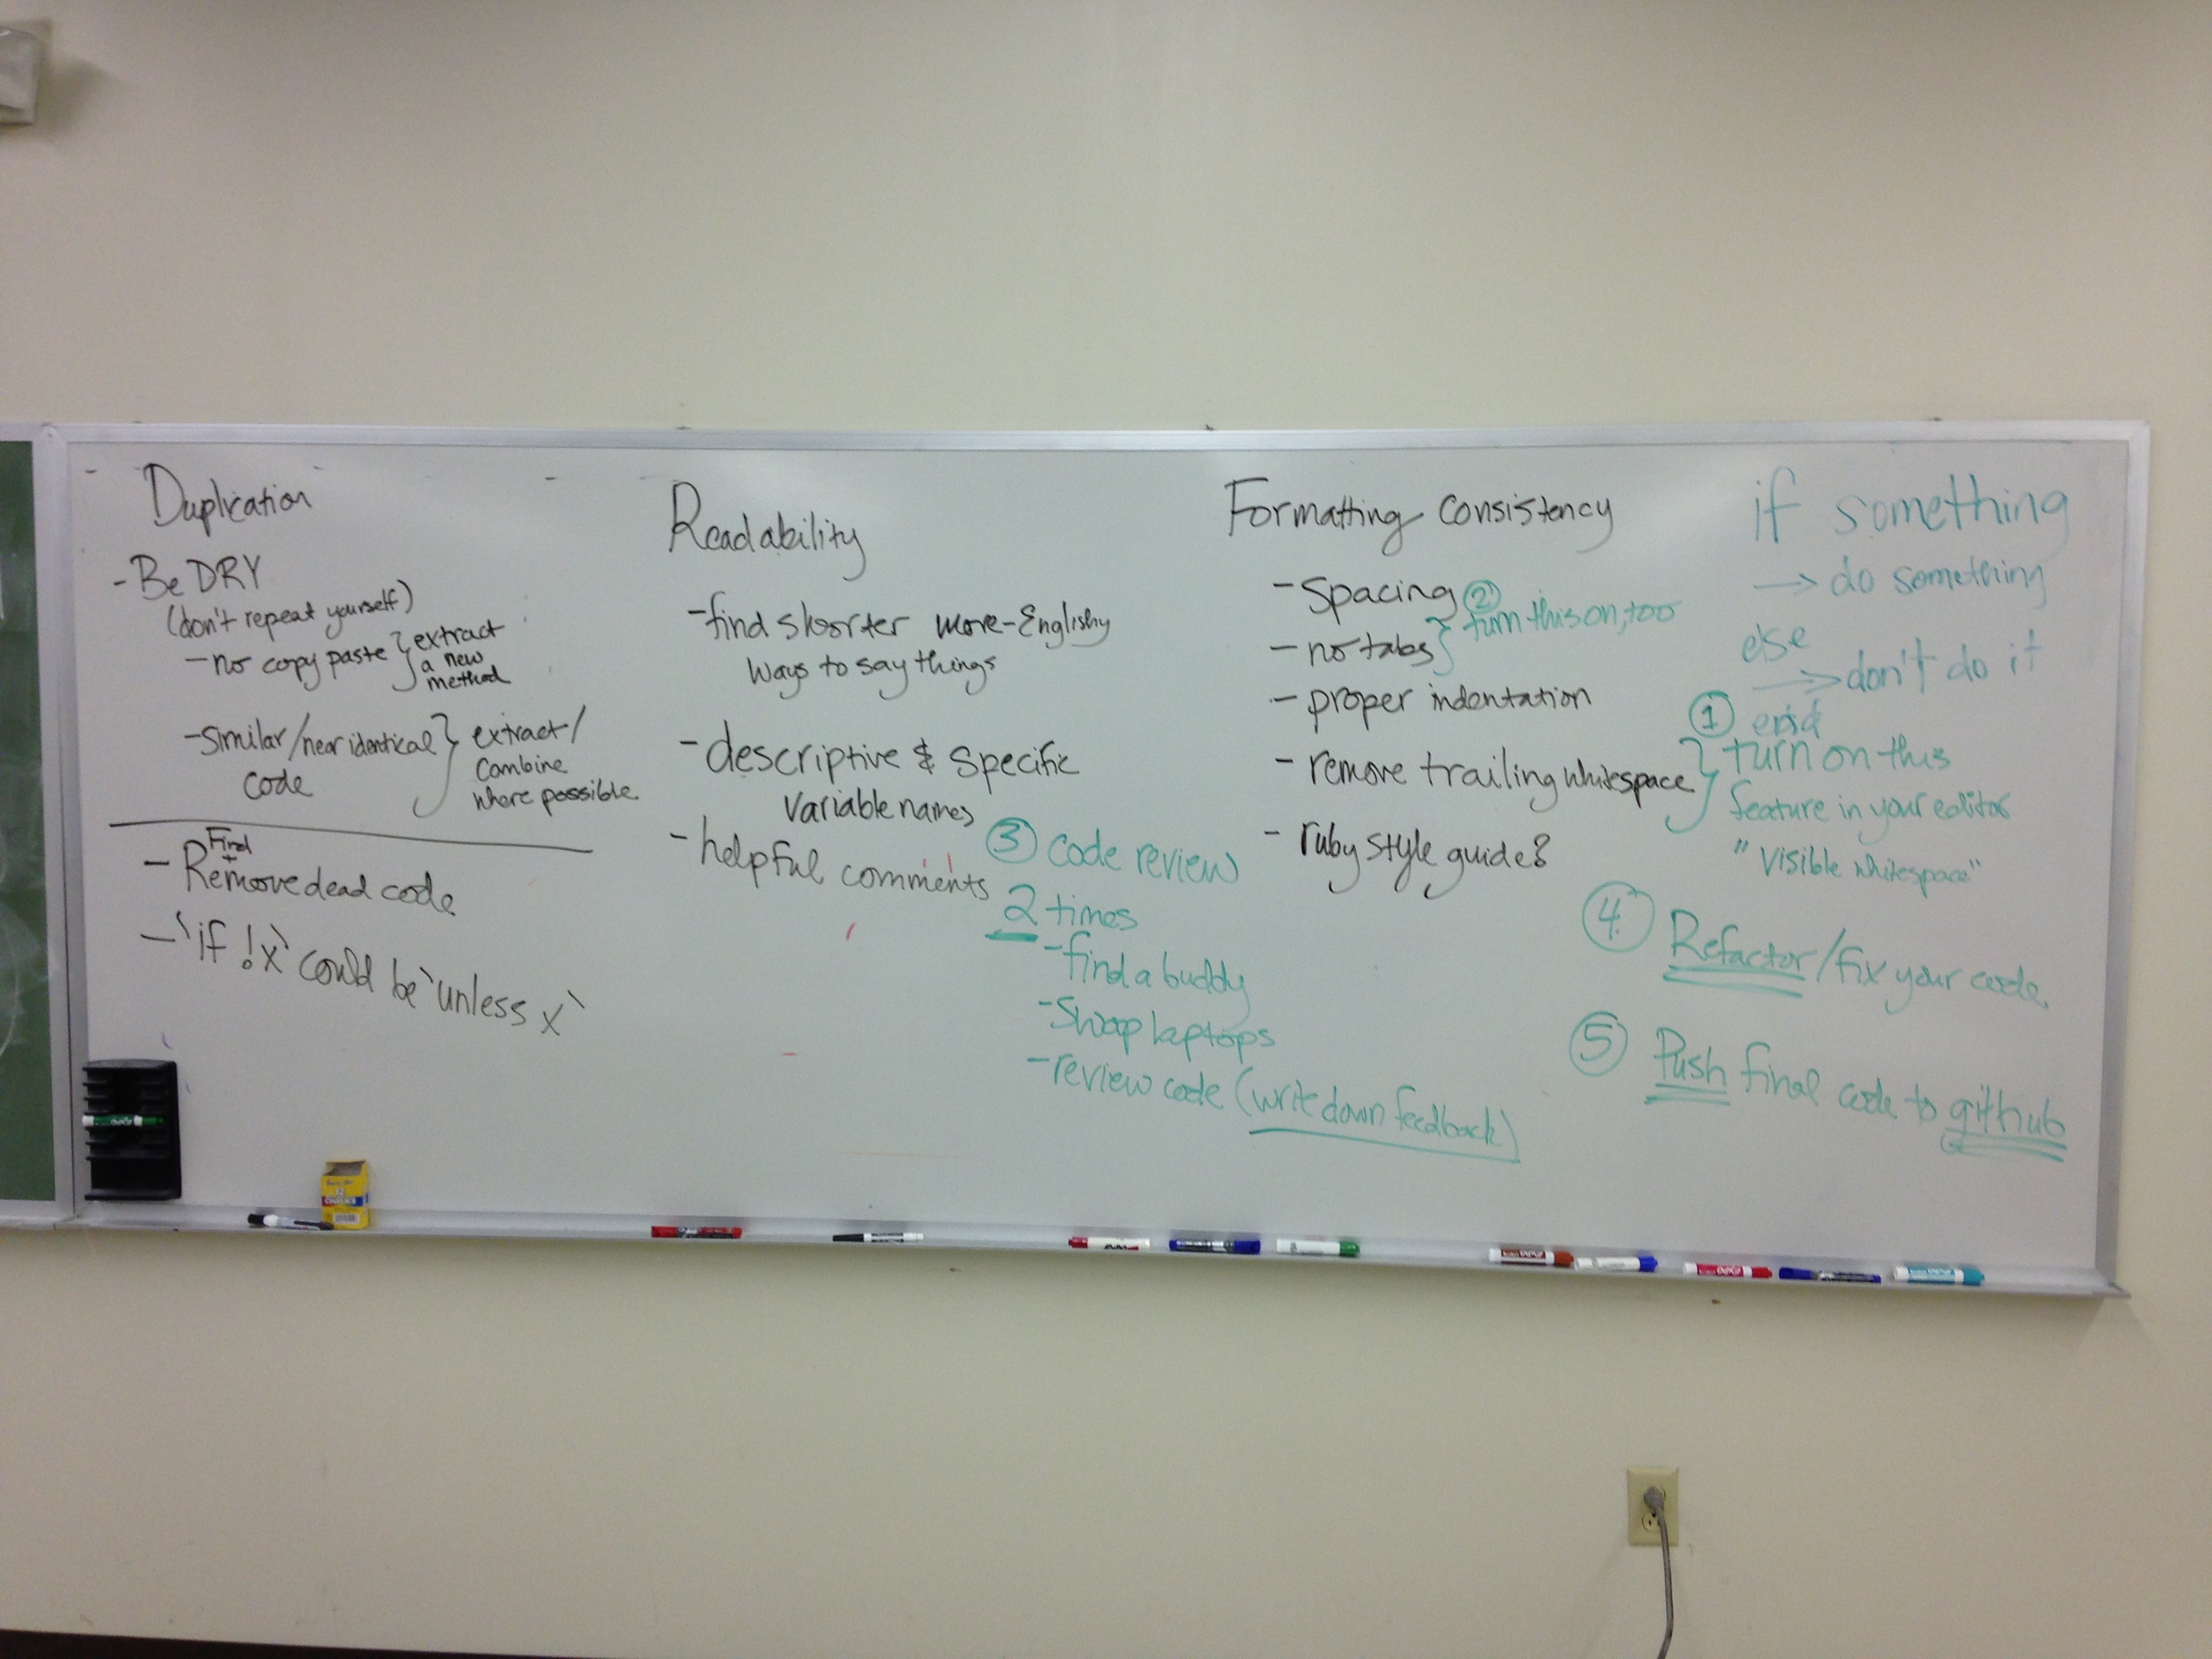 Duplication
- Be DRY
(don't repeat yourself)
- no copy paste } extract
a new
method
- similar/near identical
code
} extract/
combine
where possible
- Find +
Remove dead code
- `if !x` could be `unless x`
Readability
- find shorter more-Englishy
ways to say things
- descriptive & specific
variable names
- helpful comments
③ code review
2 times
- find a buddy
- swap laptops
- review code (write down feedback)
Formatting consistency
- spacing
- no tabs } ② turn this on, too
- proper indentation
- remove trailing whitespace
- ruby style guide?
if something
→ do something
else
→ don't do it
end
① } turn on this
feature in your editor
"visible whitespace"
④ Refactor/fix your code.
⑤ Push final code to github
12